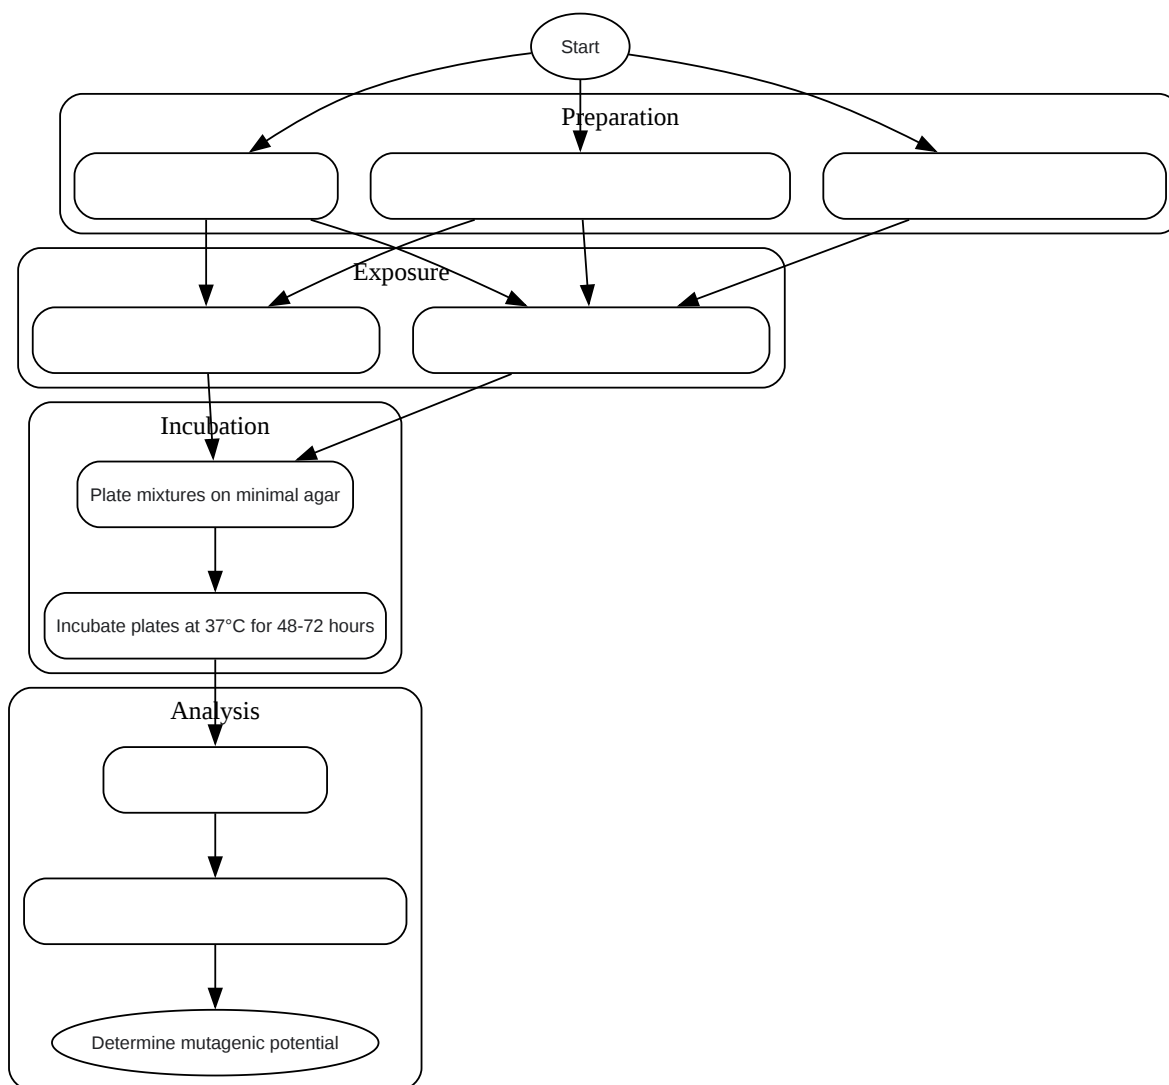 Start
Preparation
Exposure
Incubation
Plate mixtures on minimal agar
Incubate plates at 37°C for 48-72 hours
Analysis
Determine mutagenic potential